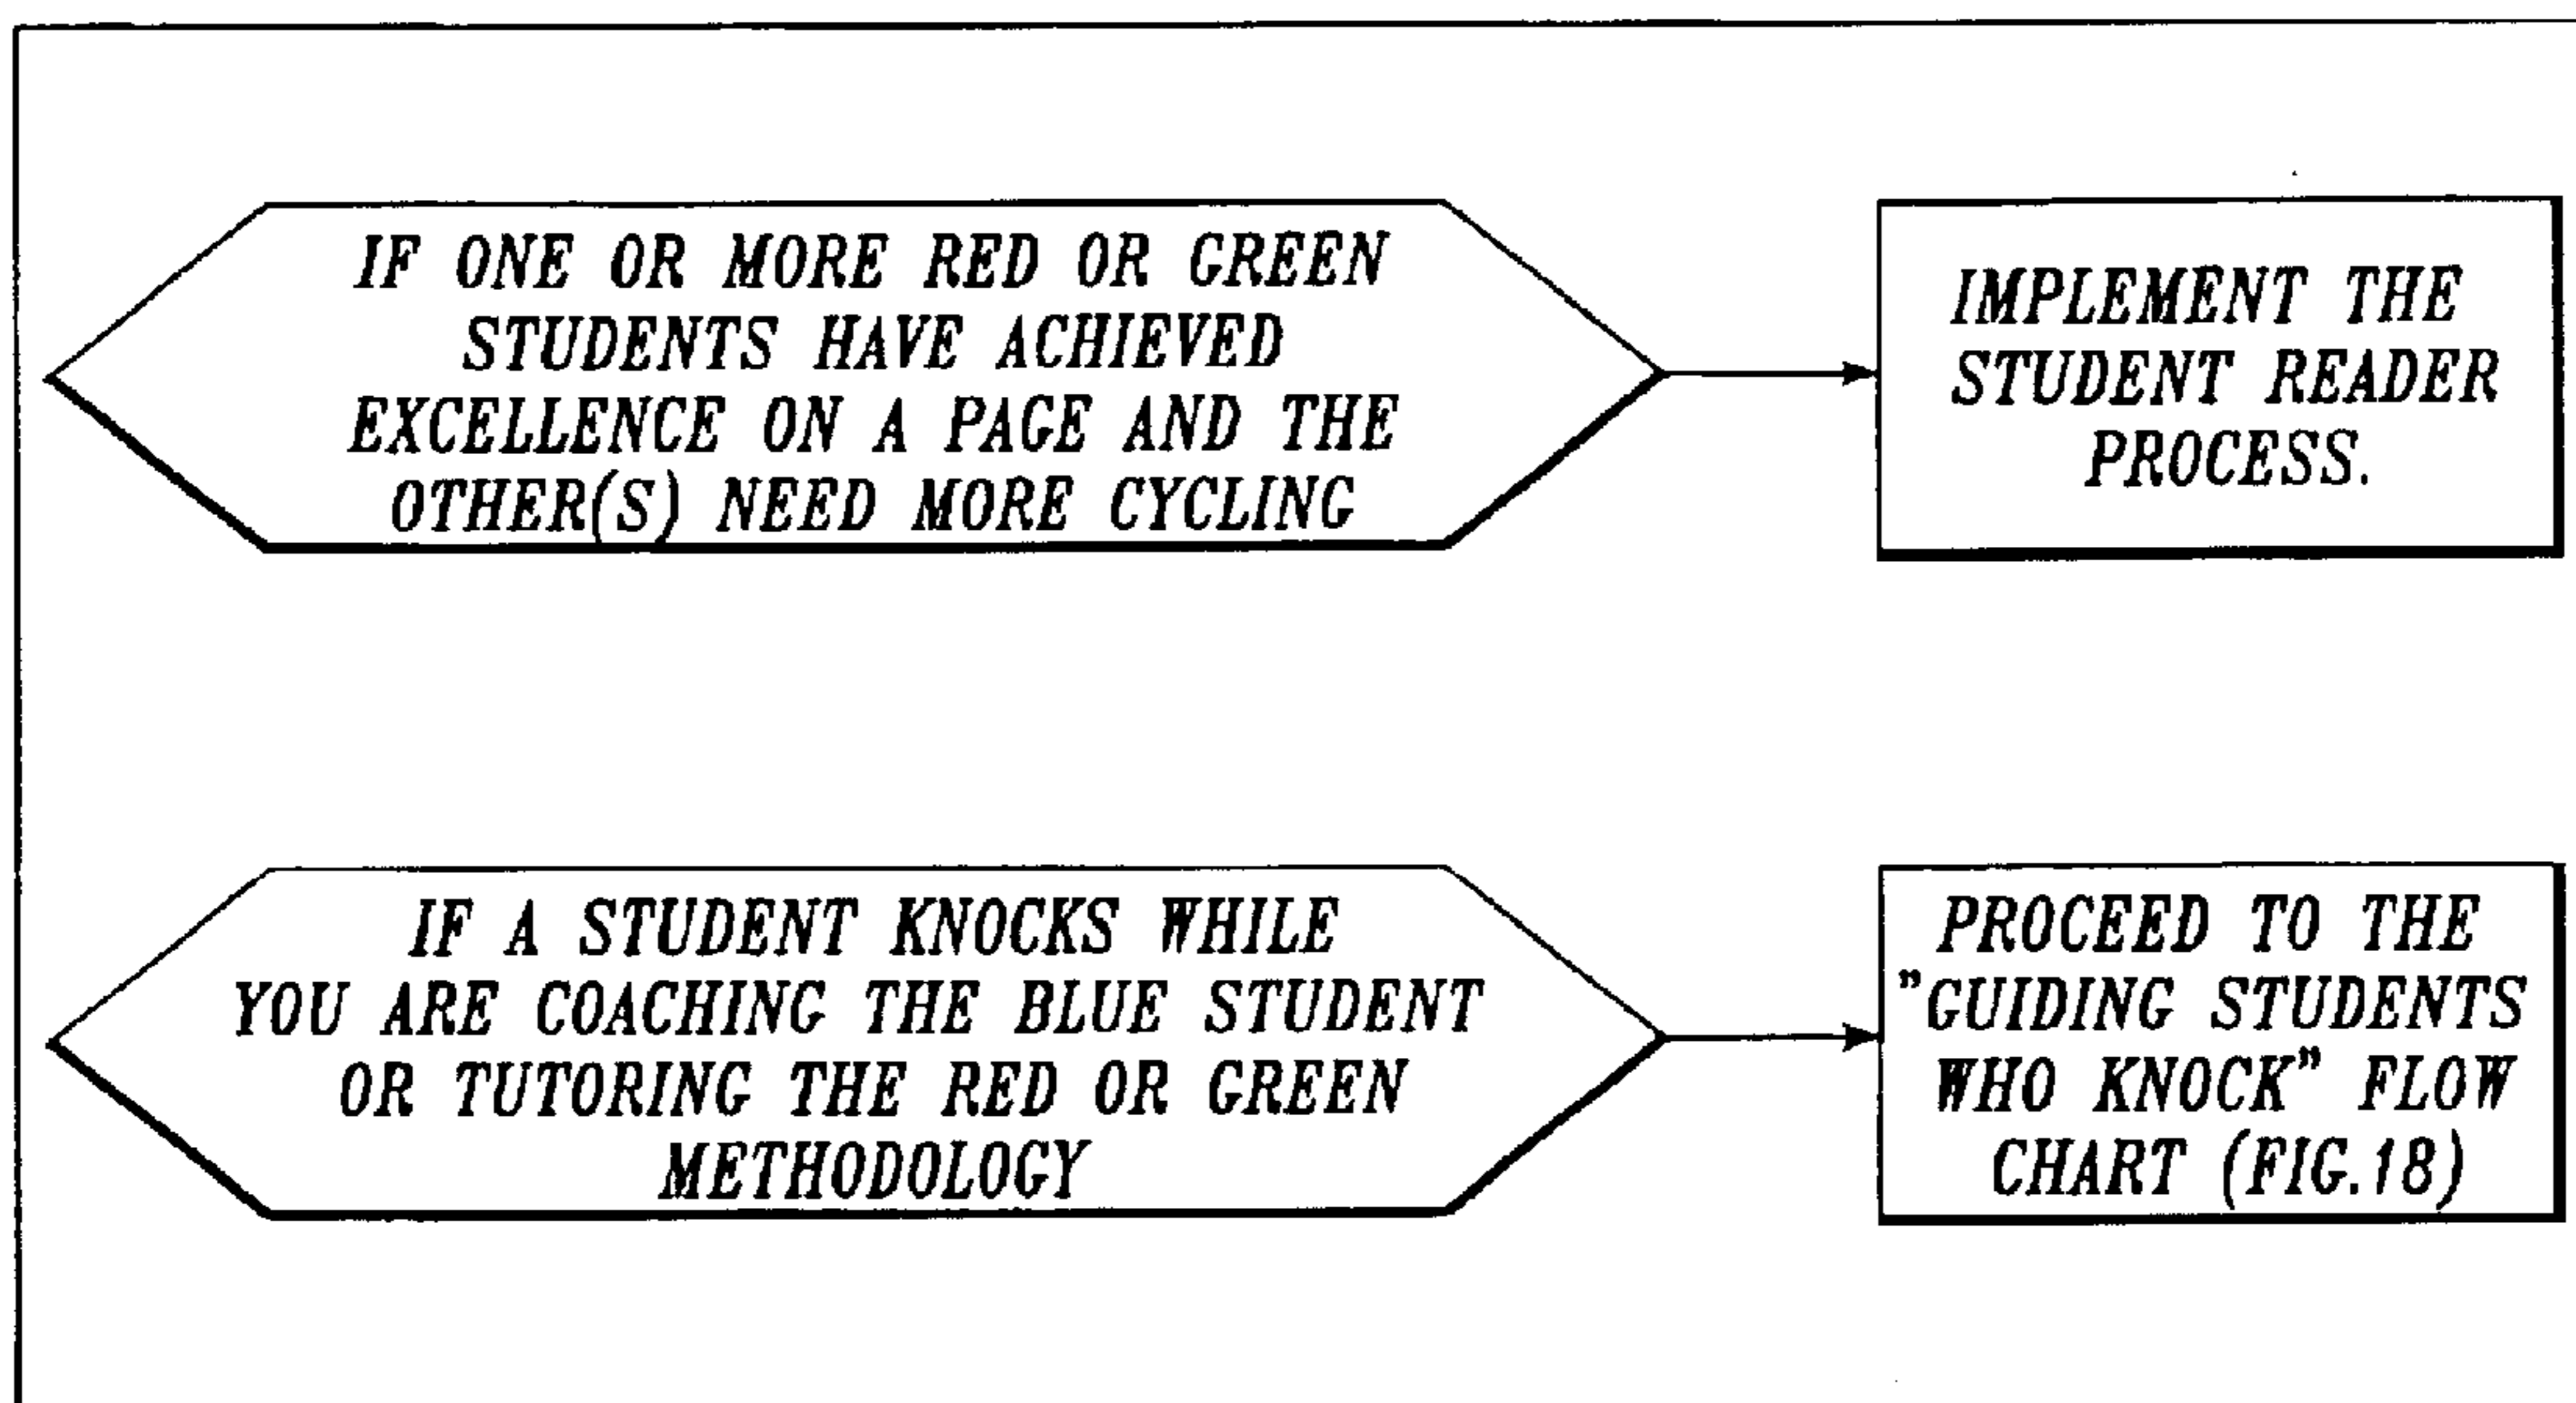 IF ONE OR MORE RED OR GREEN
STUDENTS HAVE ACHIEVED
EXCELLENCE ON A PAGE AND THE
OTHER(S) NEED MORE CYCLING
IMPLEMENT THE
STUDENT READER
PROCESS.
IF A STUDENT KNOCKS WHILE
YOU ARE COACHING THE BLUE STUDENT
OR TUTORING THE RED OR GREEN
METHODOLOGY
PROCEED TO THE
"GUIDING STUDENTS
WHO KNOCK" FLOW
CHART (FIG.18)